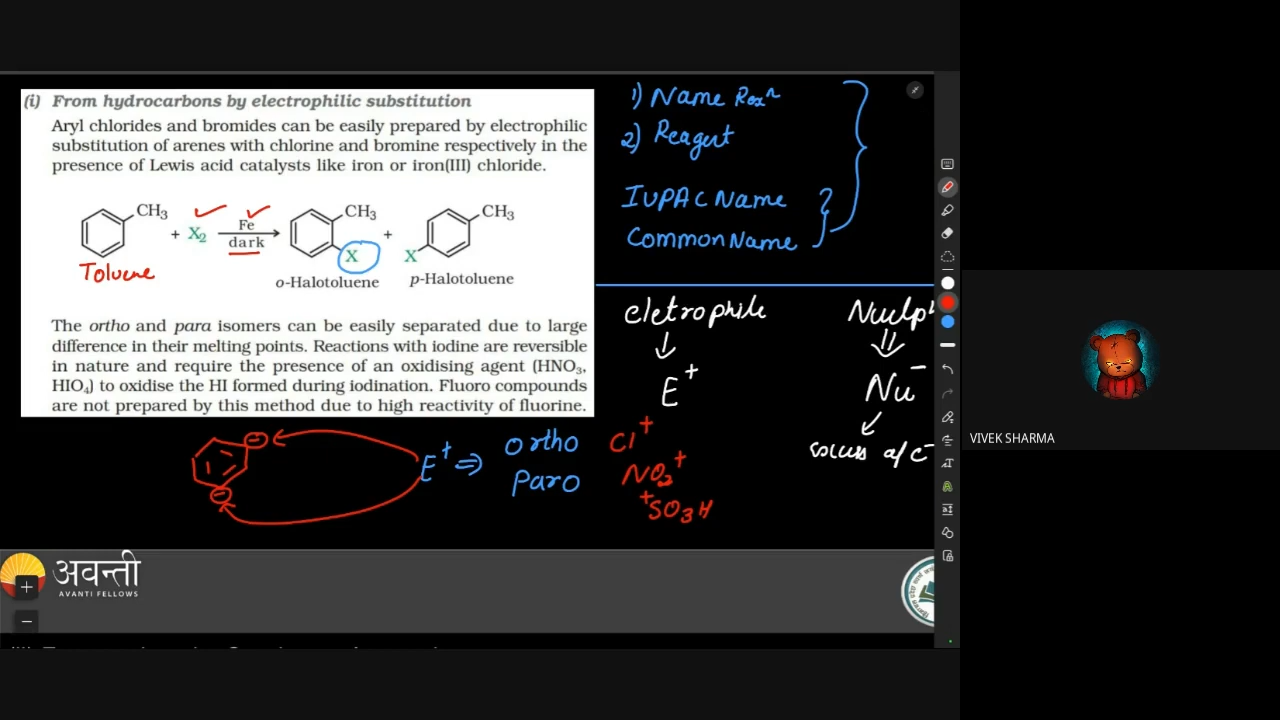 (i) From hydrocarbons by electrophilic substitution
Aryl chlorides and bromides can be easily prepared by electrophilic
substitution of arenes with chlorine and bromine respectively in the
presence of Lewis acid catalysts like iron or iron(III) chloride.
CH₃ + X₂ Fe dark CH₃ X + CH₃ X
Toluene
o-Halotoluene p-Halotoluene
The ortho and para isomers can be easily separated due to large
difference in their melting points. Reactions with iodine are reversible
in nature and require the presence of an oxidising agent (HNO₃,
HIO₄) to oxidise the HI formed during iodination. Fluoro compounds
are not prepared by this method due to high reactivity of fluorine.
1) Name Roxⁿ
2) Reagent
IUPAC Name
Common Name
eletrophile
E⁺
Nu⁻
E⁺ ⇒ ortho
Para
Cl⁺
NO₂⁺
⁺SO₃H
अवन्ती
AVANTI FELLOWS
VIVEK SHARMA